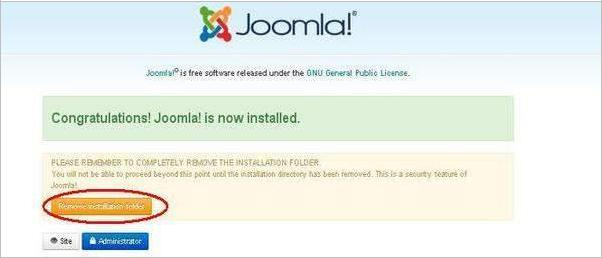 Joomla!®
Joomla!® is free software released under the GNU General Public License.
Congratulations! Joomla! is now installed.
PLEASE REMEMBER TO COMPLETELY REMOVE THE INSTALLATION FOLDER.
You will not be able to proceed beyond this point until the installation directory has been removed. This is a security feature of
Joomla!
Remove installation folder
Site Administrator